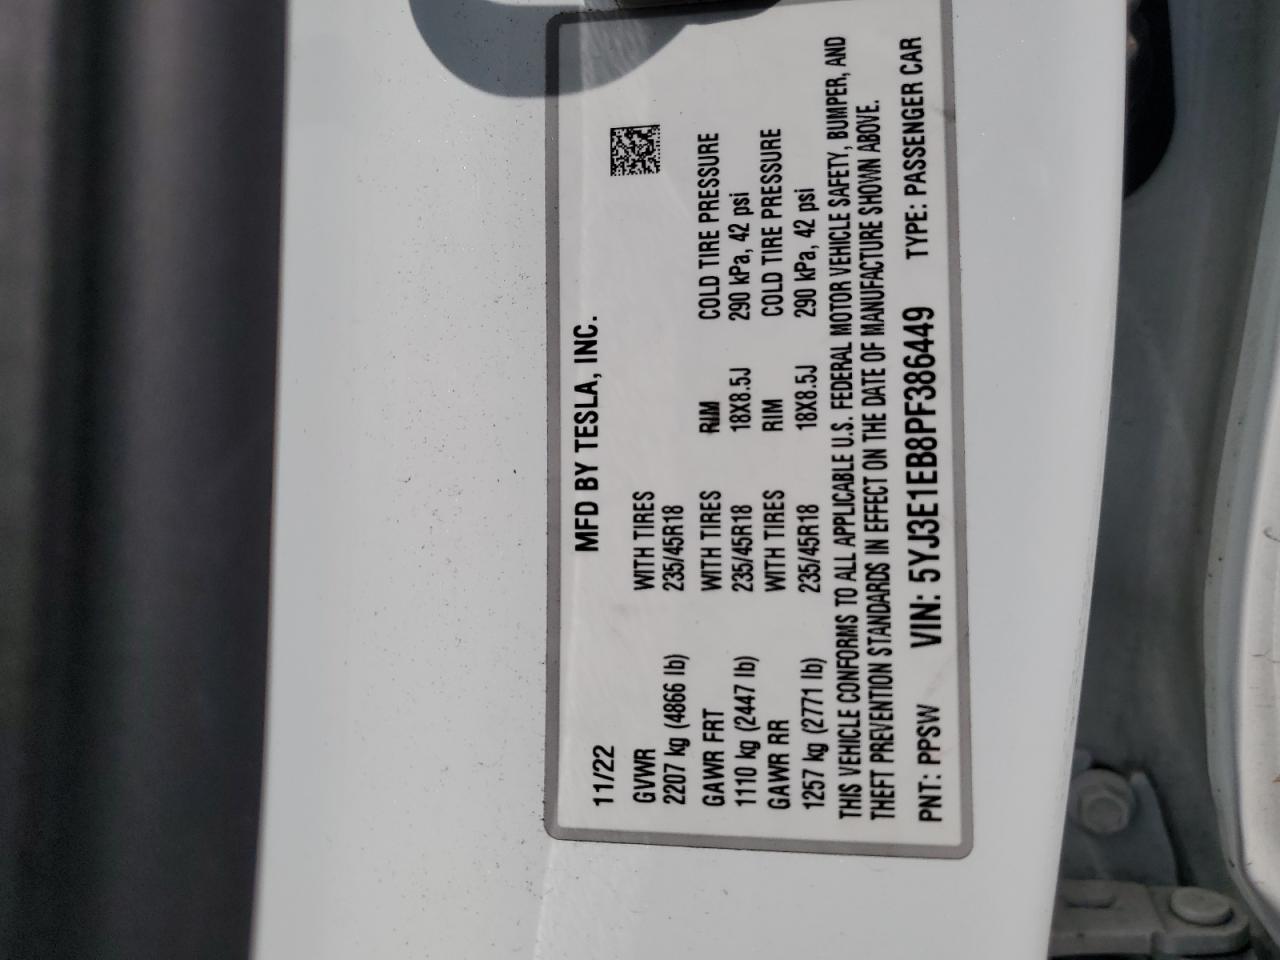 11/22 MFD BY TESLA, INC.
GVWR WITH TIRES
2207 kg (4866 lb) 235/45R18
GAWR FRT WITH TIRES RIM COLD TIRE PRESSURE
1110 kg (2447 lb) 235/45R18 18X8.5J 290 kPa, 42 psi
GAWR RR WITH TIRES RIM COLD TIRE PRESSURE
1257 kg (2771 lb) 235/45R18 18X8.5J 290 kPa, 42 psi
THIS VEHICLE CONFORMS TO ALL APPLICABLE U.S. FEDERAL MOTOR VEHICLE SAFETY, BUMPER, AND
THEFT PREVENTION STANDARDS IN EFFECT ON THE DATE OF MANUFACTURE SHOWN ABOVE.
PNT: PPSW VIN: 5YJ3E1EB8PF386449 TYPE: PASSENGER CAR